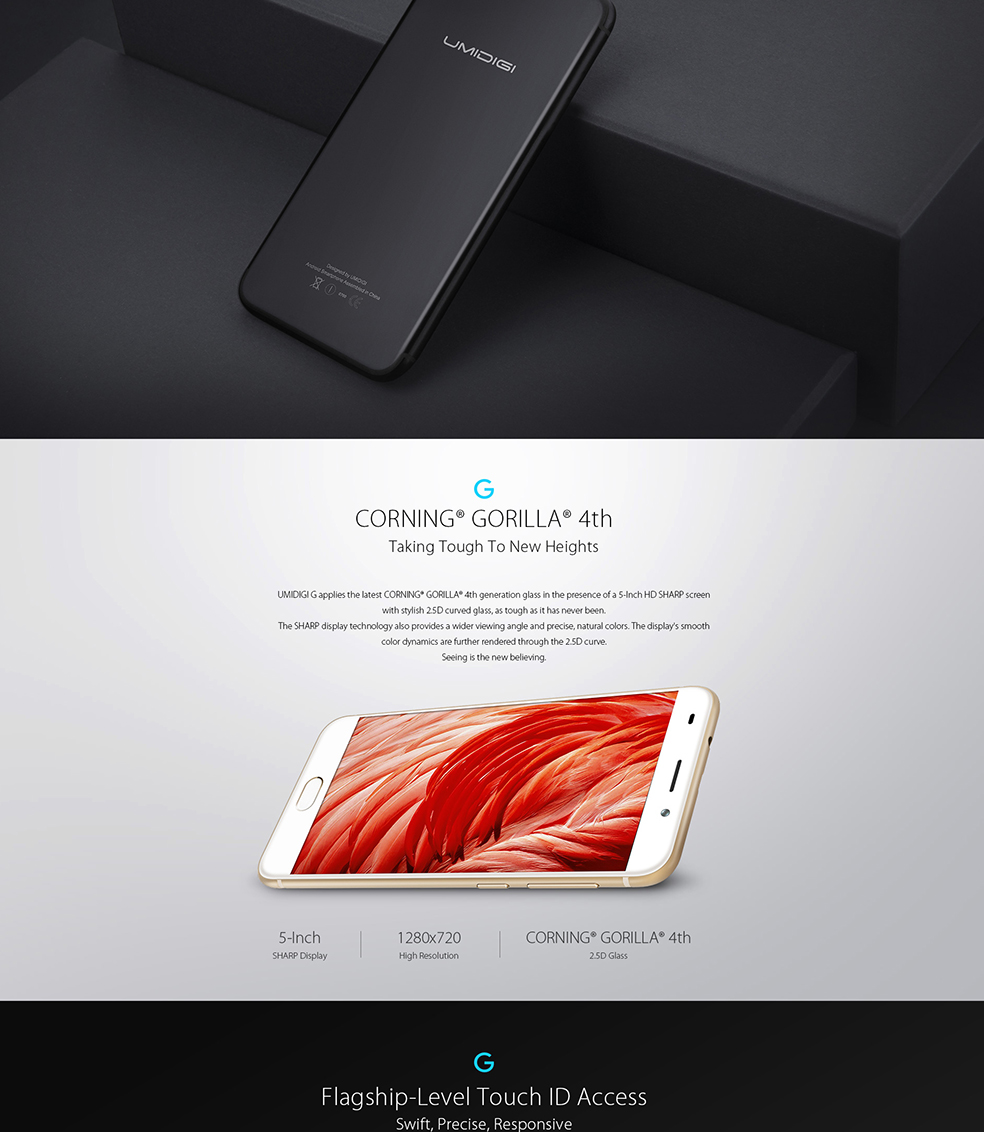 UMIDIGI
Designed by UMIDIGI
Android Smartphone Assembled in China
G
CORNING® GORILLA® 4th
Taking Tough To New Heights
UMIDIGI G applies the latest CORNING® GORILLA® 4th generation glass in the presence of a 5-Inch HD SHARP screen
with stylish 2.5D curved glass, as tough as it has never been.
The SHARP display technology also provides a wider viewing angle and precise, natural colors. The display's smooth
color dynamics are further rendered through the 2.5D curve.
Seeing is the new believing.
5-Inch
SHARP Display
1280x720
High Resolution
CORNING® GORILLA® 4th
2.5D Glass
G
Flagship-Level Touch ID Access
Swift, Precise, Responsive